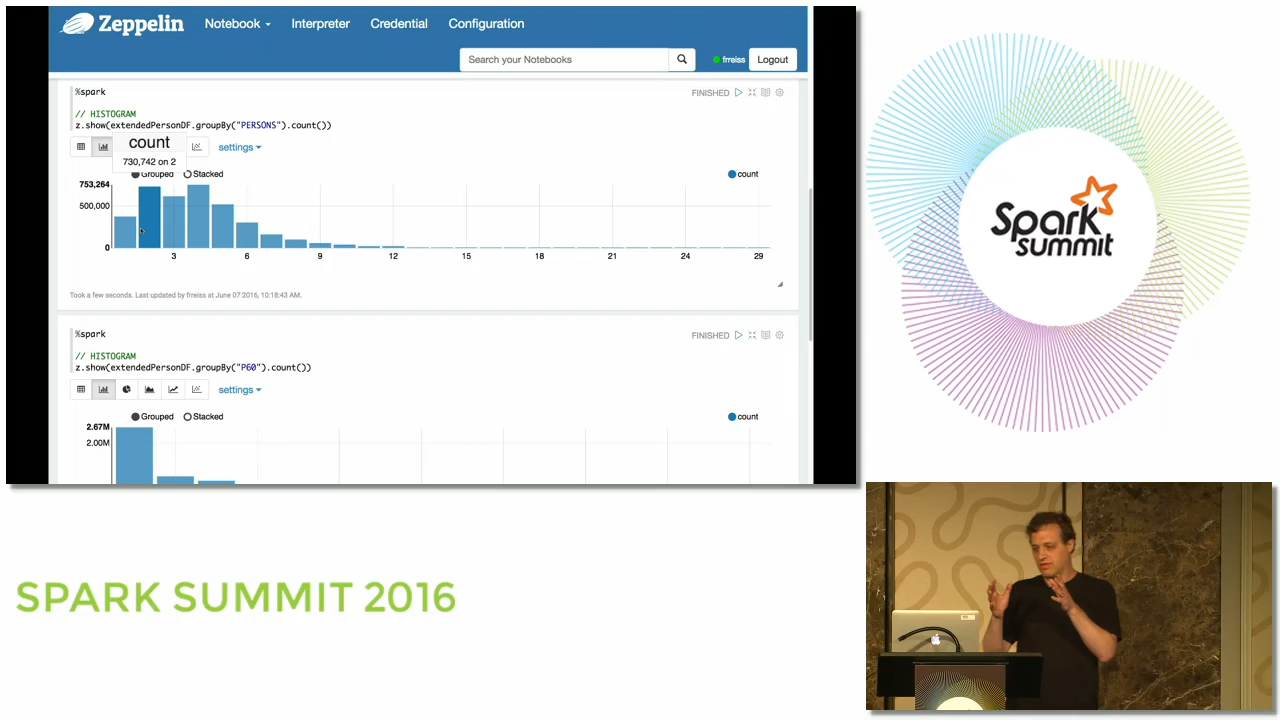 Zeppelin
Notebook
Interpreter
Credential
Configuration
Search your Notebooks
frreiss
Logout
%spark
FINISHED
// HISTOGRAM
z.show(extendedPersonDF.groupBy("PERSONS").count())
count
730,742 on 2
settings
Grouped
Stacked
count
753,264
500,000
0
3 6 9 12 15 18 21 24 29
Took a few seconds. Last updated by frreiss at June 07 10:18:43 AM.
%spark
FINISHED
// HISTOGRAM
z.show(extendedPersonDF.groupBy("P60").count())
settings
Grouped
Stacked
count
2.67M
2.00M
Spark
summit
SPARK SUMMIT 2016